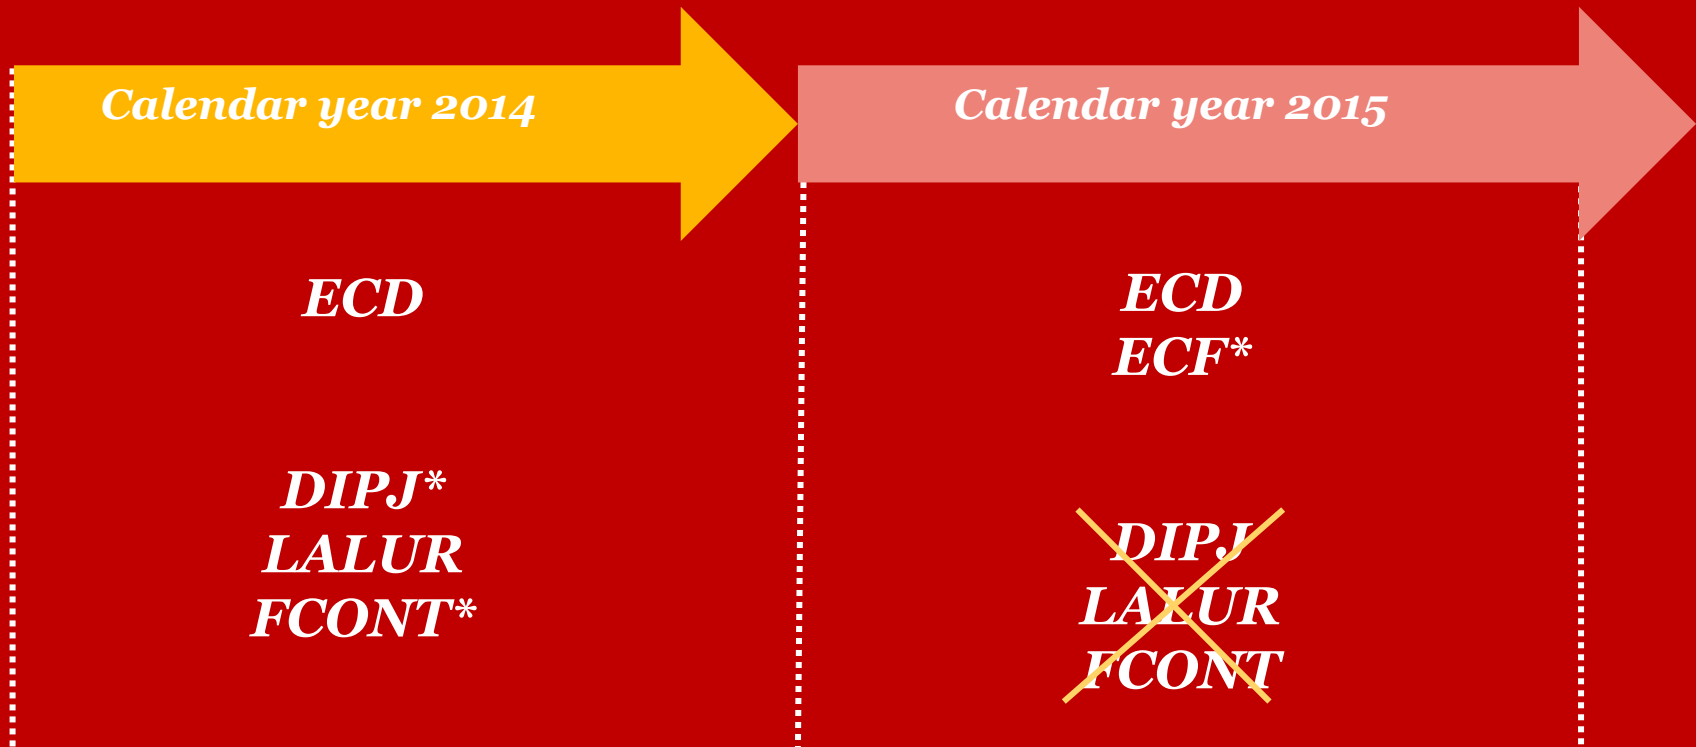 Calendar year 2014
ECD
DIPJ*
LALUR
FCONT*
Calendar year 2015
ECD
ECF*
DIPJ
LALUR
FCONT